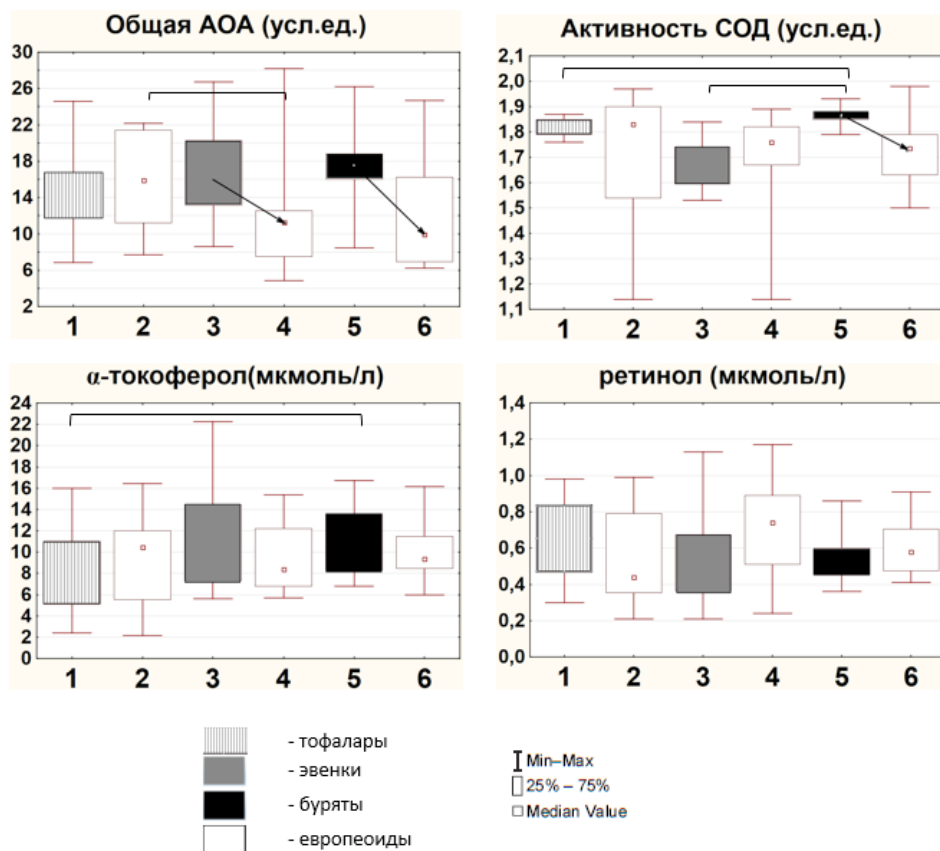 Общая АОА (усл.ед.)
30
26
22
18
14
10
6
2
1 2 3 4 5 6
Активность СОД (усл.ед.)
2,1
2,0
1,9
1,8
1,7
1,6
1,5
1,4
1,3
1,2
1,1
1 2 3 4 5 6
α-токоферол(мкмоль/л)
24
22
20
18
16
14
12
10
8
6
4
2
0
1 2 3 4 5 6
ретинол (мкмоль/л)
1,4
1,2
1,0
0,8
0,6
0,4
0,2
0,0
1 2 3 4 5 6
- тофалары
- эвенки
- буряты
- европеоиды
Min–Max
25% – 75%
Median Value